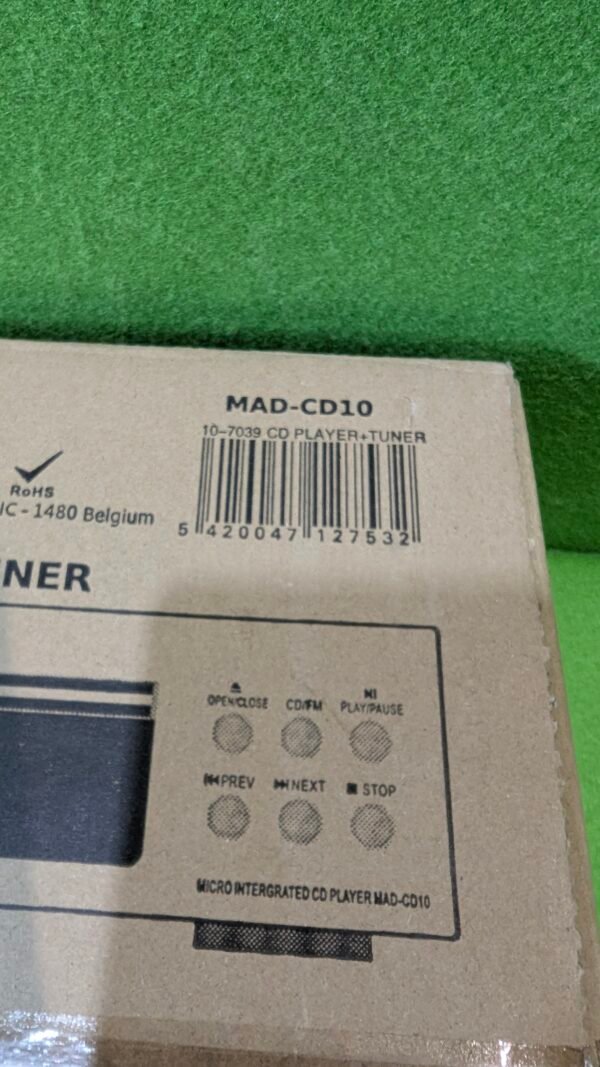 MAD-CD10
10-7039 CD PLAYER+TUNER
5 420047 127532
RoHS
IC - 1480 Belgium
NER
OPEN/CLOSE CD/FM PLAY/PAUSE
PREV NEXT STOP
MICRO INTERGRATED CD PLAYER MAD-CD10